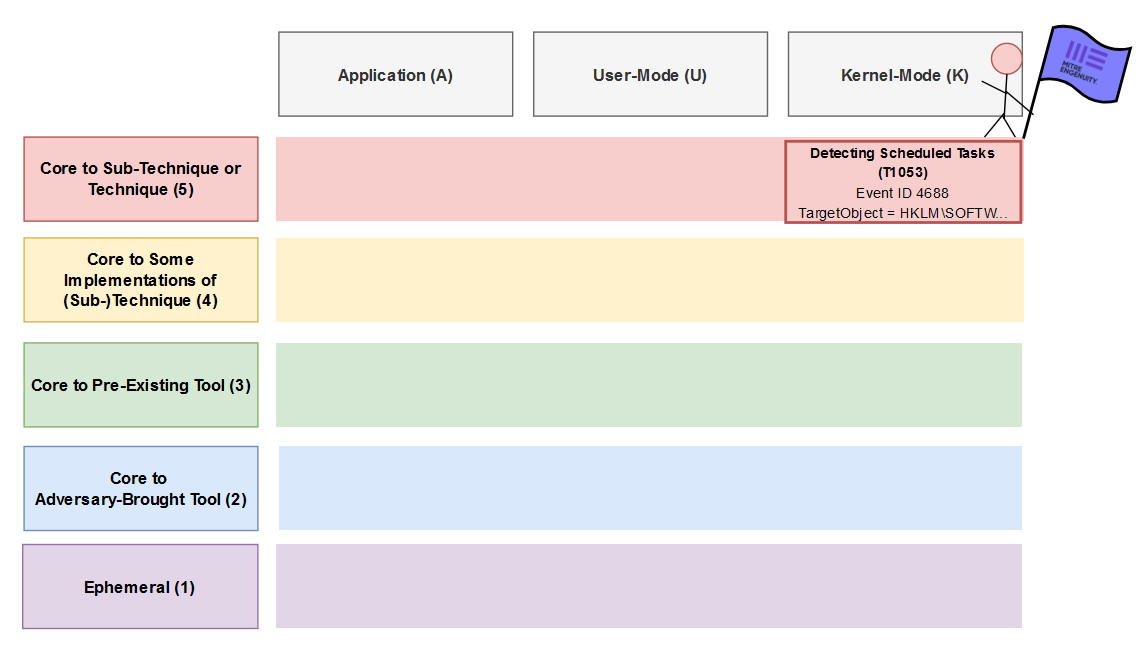 Application (A)
User-Mode (U)
Kernel-Mode (K)
MITRE
ENGENUITY
Core to Sub-Technique or
Technique (5)
Detecting Scheduled Tasks
(T1053)
Event ID 4688
TargetObject = HKLM\SOFTW...
Core to Some
Implementations of
(Sub-)Technique (4)
Core to Pre-Existing Tool (3)
Core to
Adversary-Brought Tool (2)
Ephemeral (1)